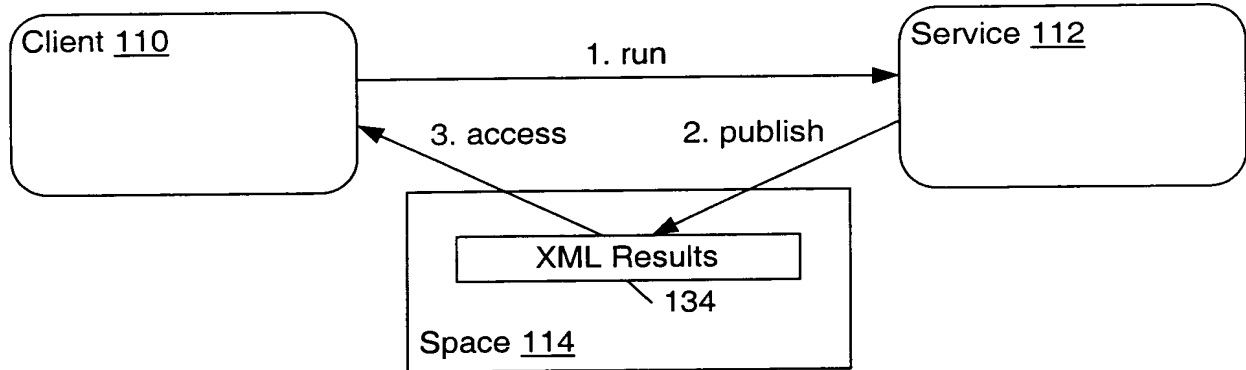 Client 110
Service 112
1. run
3. access
2. publish
XML Results
134
Space 114